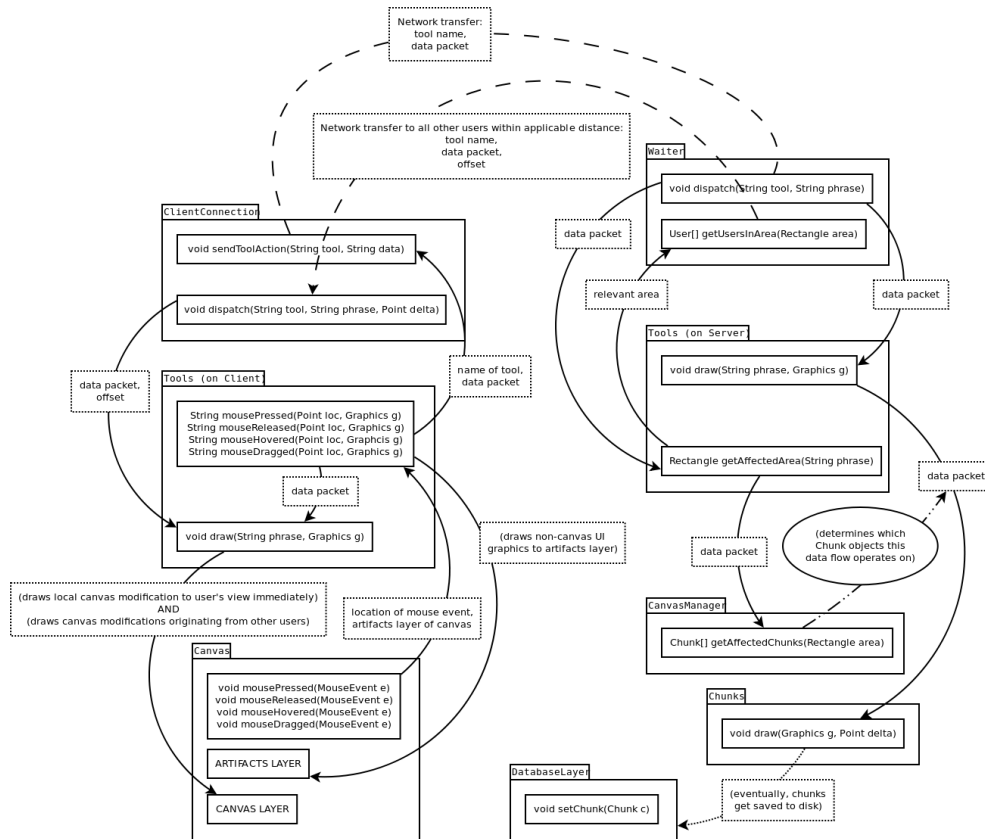 Network transfer:
tool name,
data packet
Network transfer to all other users within applicable distance:
tool name,
data packet,
offset
Waiter
void dispatch(String tool, String phrase)
User[] getUsersInArea(Rectangle area)
ClientConnection
void sendToolAction(String tool, String data)
void dispatch(String tool, String phrase, Point delta)
data packet
relevant area
data packet
Tools (on Server)
void draw(String phrase, Graphics g)
Rectangle getAffectedArea(String phrase)
data packet,
offset
name of tool,
data packet
Tools (on Client)
String mousePressed(Point loc, Graphics g)
String mouseReleased(Point loc, Graphics g)
String mouseHovered(Point loc, Graphcis g)
String mouseDragged(Point loc, Graphics g)
data packet
void draw(String phrase, Graphics g)
(draws non-canvas UI
graphics to artifacts layer)
data packet
(determines which
Chunk objects this
data flow operates on)
data packet
(draws local canvas modification to user's view immediately)
AND
(draws canvas modifications originating from other users)
location of mouse event,
artifacts layer of canvas
CanvasManager
Chunk[] getAffectedChunks(Rectangle area)
Canvas
void mousePressed(MouseEvent e)
void mouseReleased(MouseEvent e)
void mouseHovered(MouseEvent e)
void mouseDragged(MouseEvent e)
ARTIFACTS LAYER
CANVAS LAYER
Chunks
void draw(Graphics g, Point delta)
DatabaseLayer
void setChunk(Chunk c)
(eventually, chunks
get saved to disk)